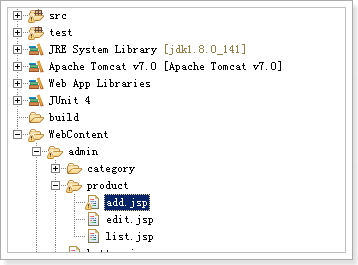 src
test
JRE System Library [jdk1.8.0_141]
Apache Tomcat v7.0 [Apache Tomcat v7.0]
Web App Libraries
JUnit 4
build
WebContent
admin
category
product
add.jsp
edit.jsp
list.jsp